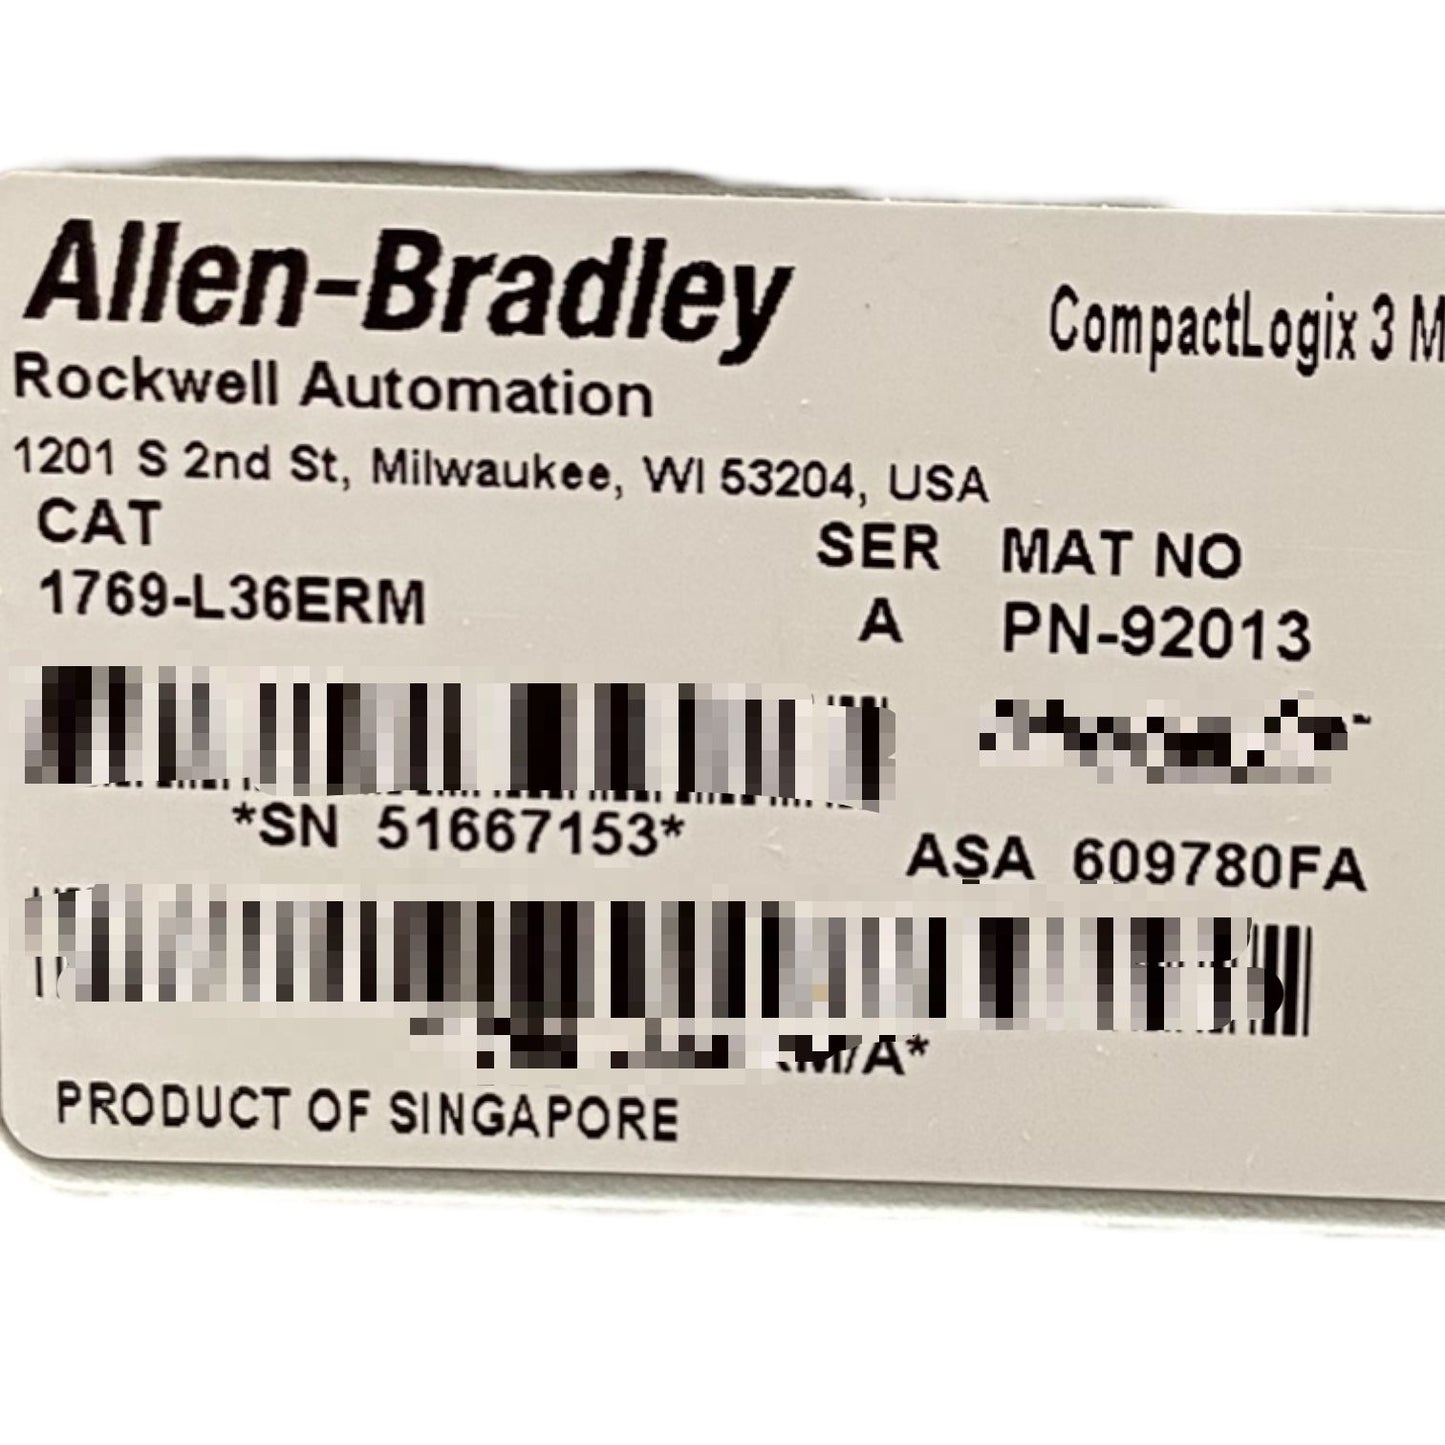 Allen-Bradley
CompactLogix 3 M
Rockwell Automation
1201 S 2nd St, Milwaukee, WI 53204, USA
CAT SER MAT NO
1769-L36ERM A PN-92013
*SN 51667153*
ASA 609780FA
M/A*
PRODUCT OF SINGAPORE